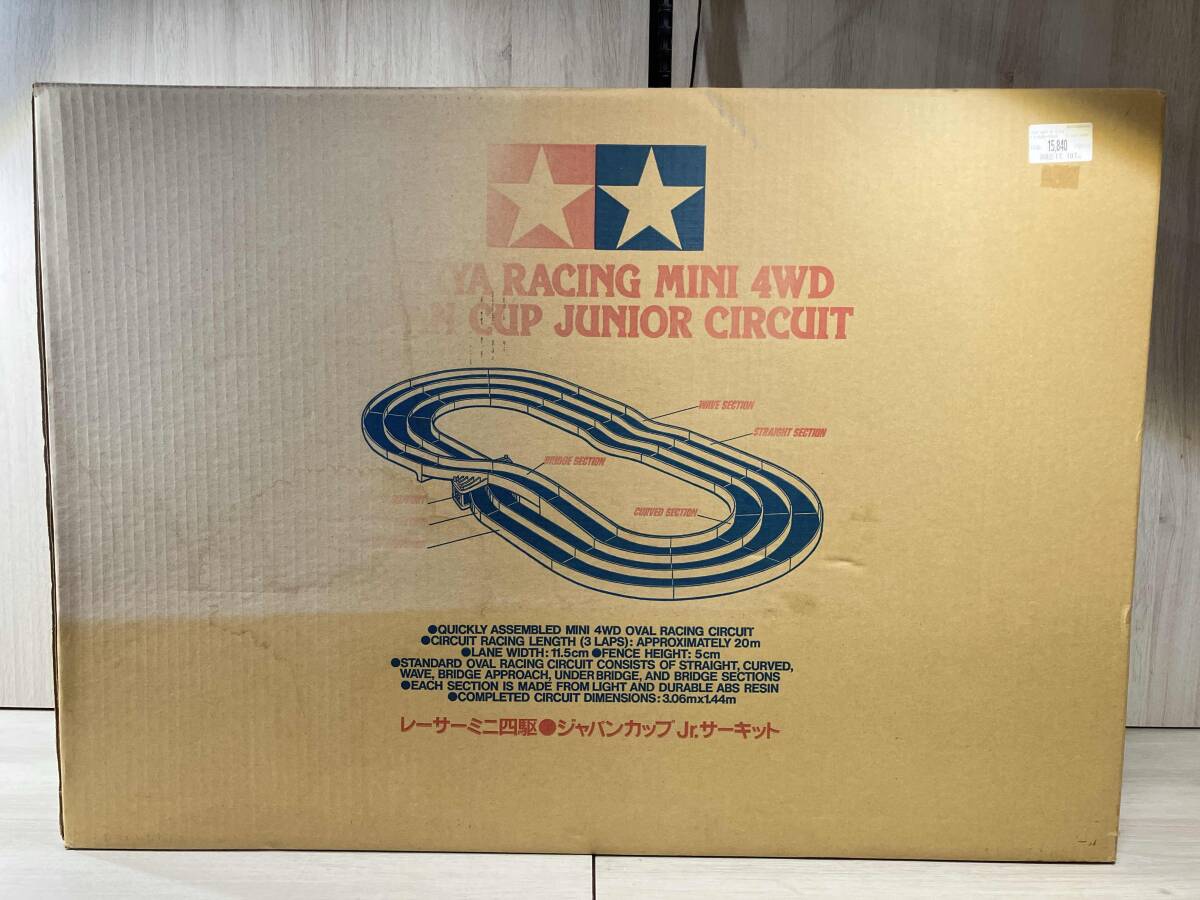 15,840
YA RACING MINI 4WD
N CUP JUNIOR CIRCUIT
WAVE SECTION
STRAIGHT SECTION
BRIDGE SECTION
CURVED SECTION
●QUICKLY ASSEMBLED MINI 4WD OVAL RACING CIRCUIT
●CIRCUIT RACING LENGTH (3 LAPS): APPROXIMATELY 20m
●LANE WIDTH: 11.5cm ●FENCE HEIGHT: 5cm
●STANDARD OVAL RACING CIRCUIT CONSISTS OF STRAIGHT, CURVED,
WAVE, BRIDGE APPROACH, UNDER BRIDGE, AND BRIDGE SECTIONS
●EACH SECTION IS MADE FROM LIGHT AND DURABLE ABS RESIN
●COMPLETED CIRCUIT DIMENSIONS: 3.06m×1.44m
レーサーミニ四駆●ジャパンカップ Jr.サーキット